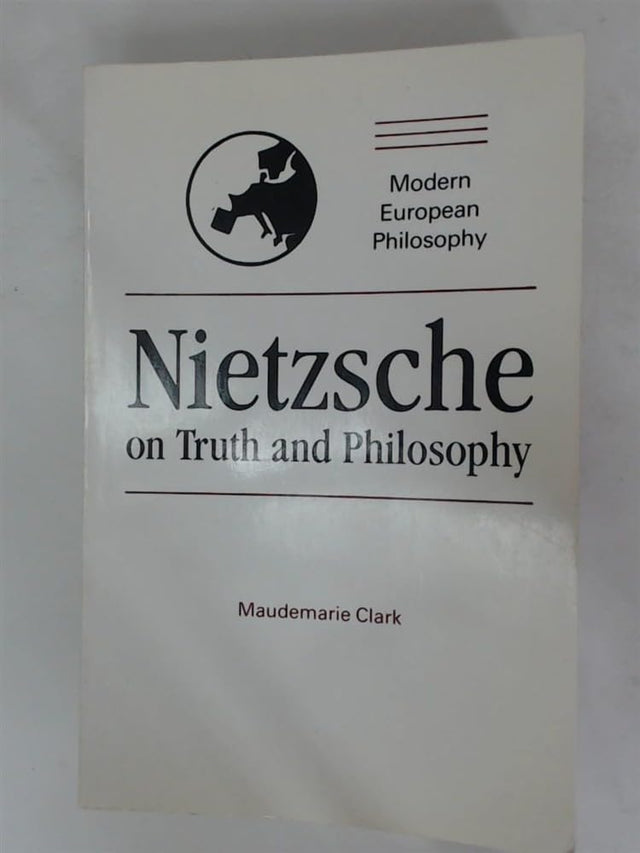 Modern
European
Philosophy
Nietzsche
on Truth and Philosophy
Maudemarie Clark